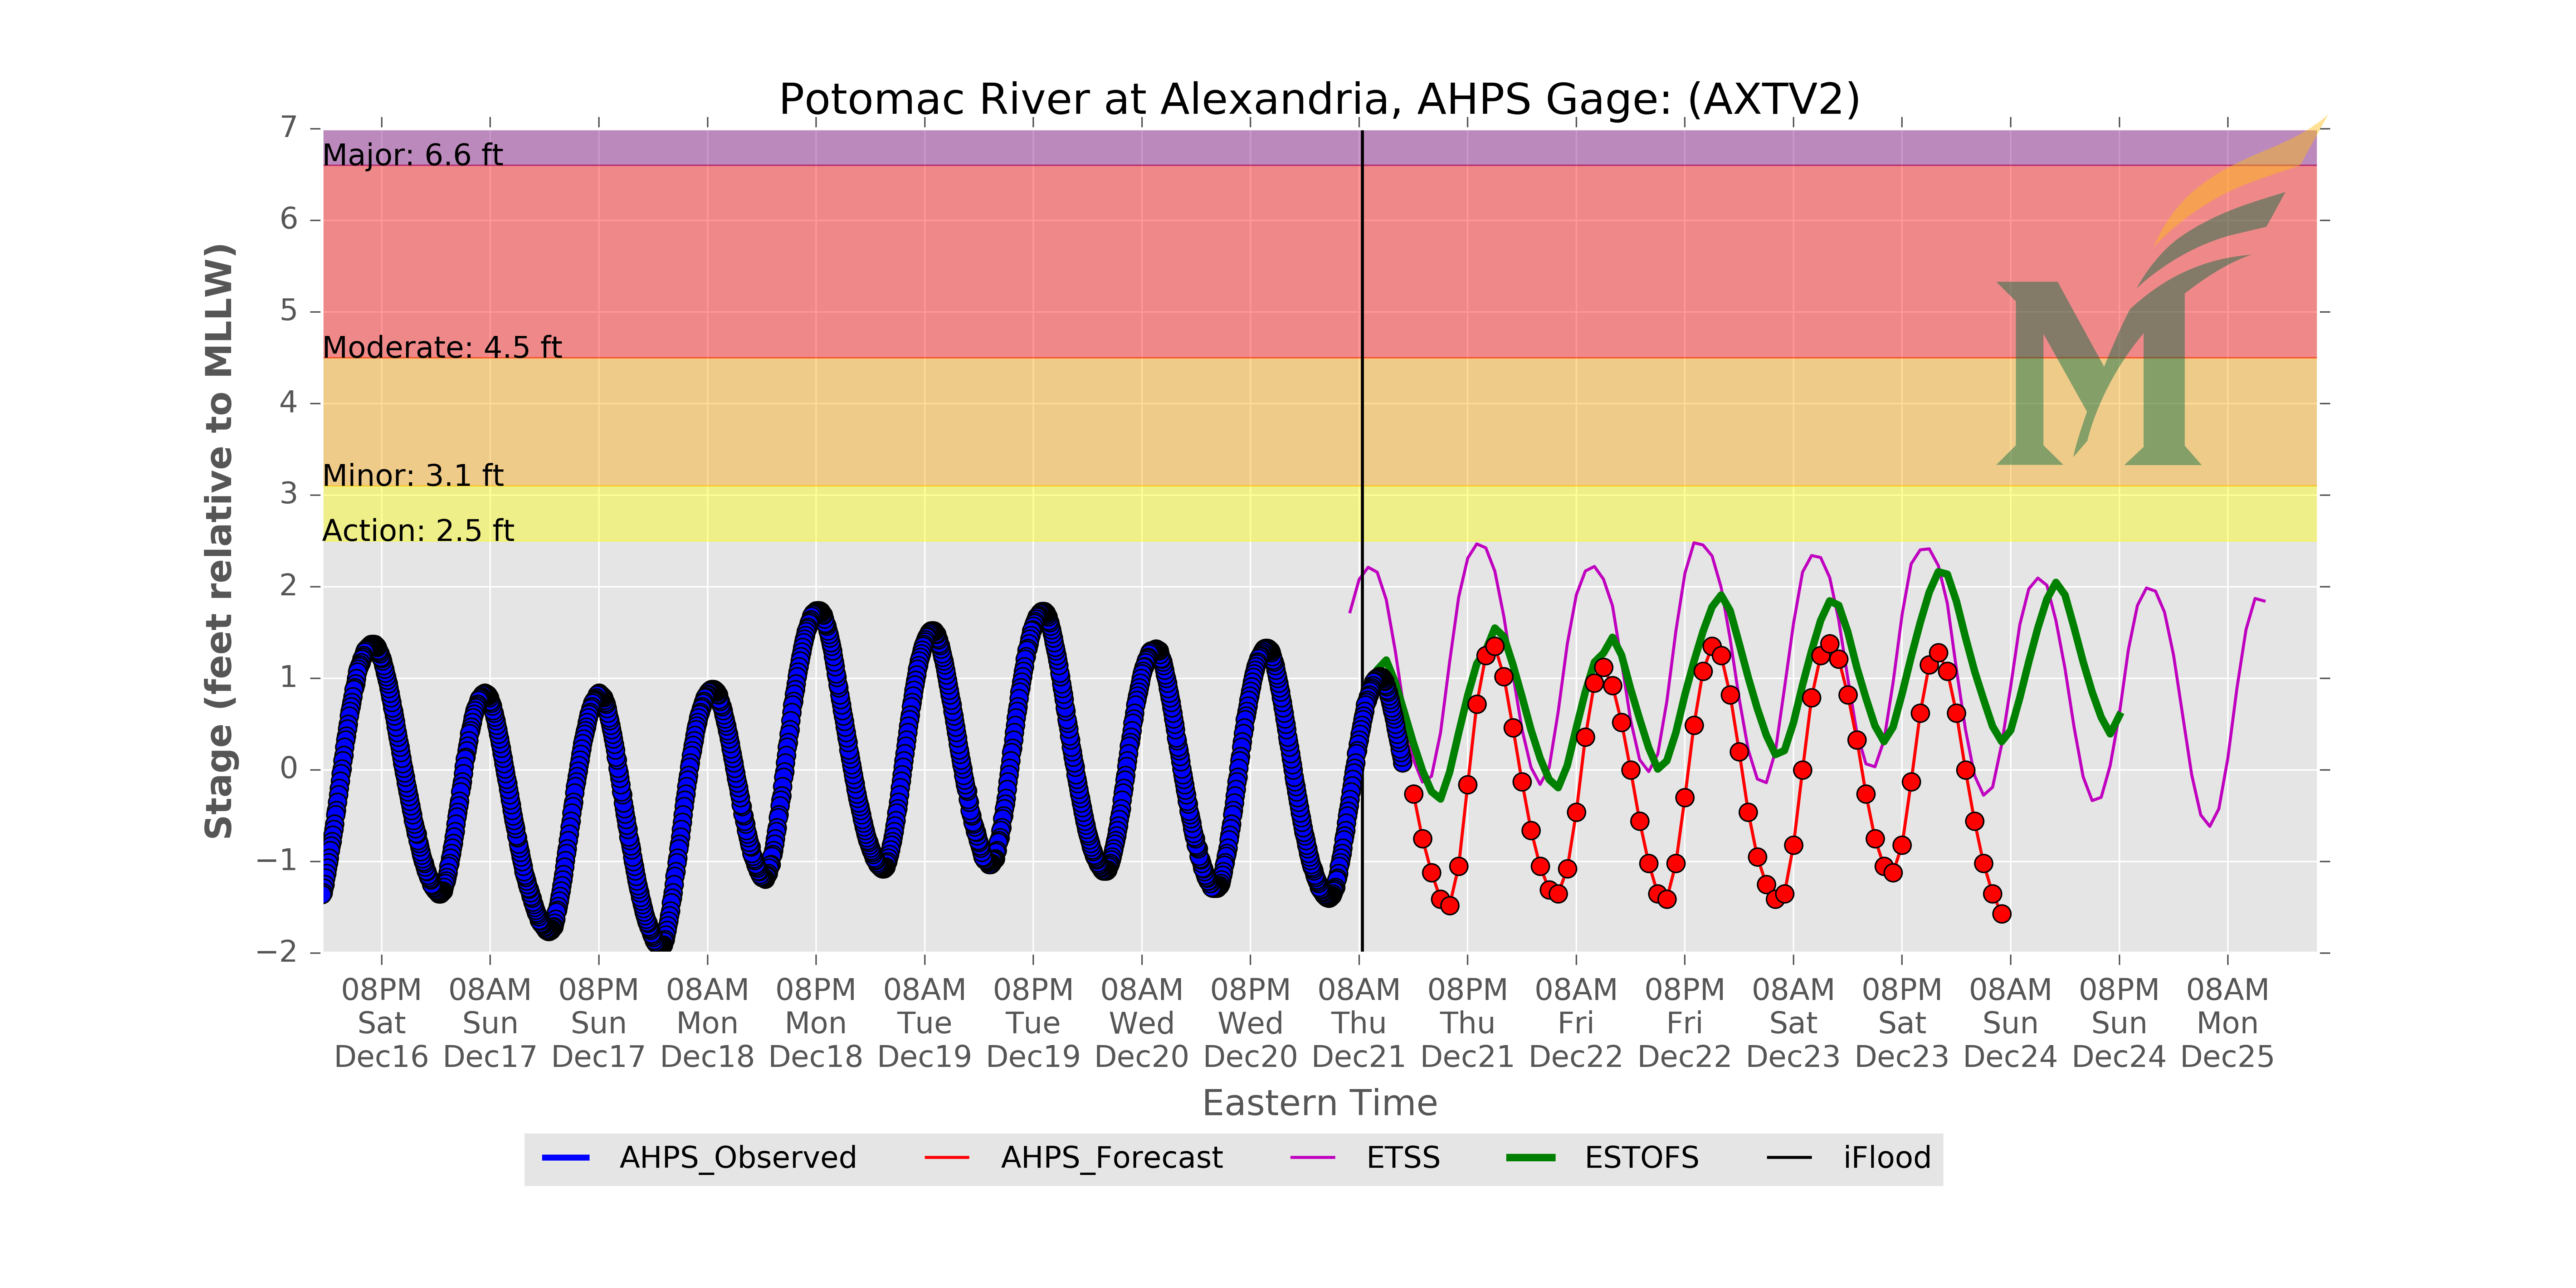 Potomac River at Alexandria, AHPS Gage: (AXTV2)
Stage (feet relative to MLLW)
7
6
5
4
3
2
1
0
−1
−2
Major: 6.6 ft
Moderate: 4.5 ft
Minor: 3.1 ft
Action: 2.5 ft
M
08PM 08AM 08PM 08AM 08PM 08AM 08PM 08AM 08PM 08AM 08PM 08AM 08PM 08AM 08PM 08AM 08PM 08AM
Sat Sun Sun Mon Mon Tue Tue Wed Wed Thu Thu Fri Fri Sat Sat Sun Sun Mon
Dec16 Dec17 Dec17 Dec18 Dec18 Dec19 Dec19 Dec20 Dec20 Dec21 Dec21 Dec22 Dec22 Dec23 Dec23 Dec24 Dec24 Dec25
Eastern Time
AHPS_Observed AHPS_Forecast ETSS ESTOFS iFlood